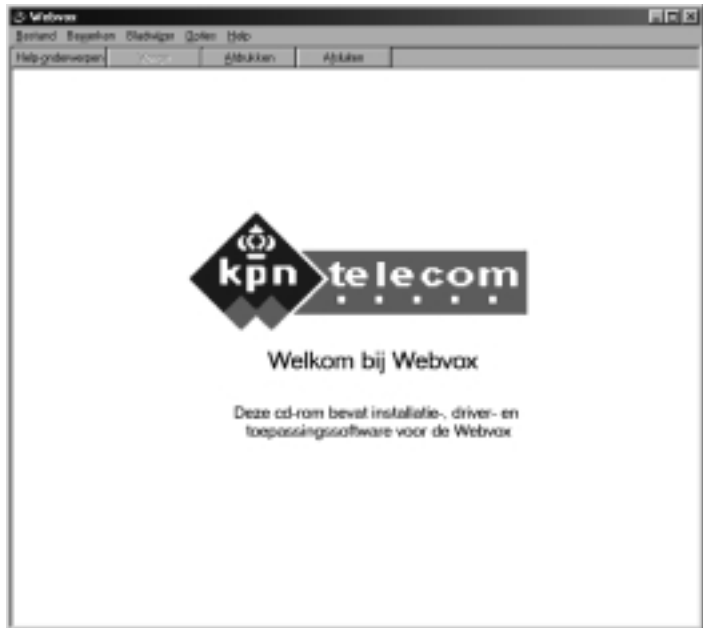 Webvox
Bestand Bewerken Bladwijzer Opties Help
Help-onderwerpen Vorige Afdrukken Afsluiten
kpn telecom
Welkom bij Webvox
Deze cd-rom bevat installatie-, driver- en
toepassingssoftware voor de Webvox